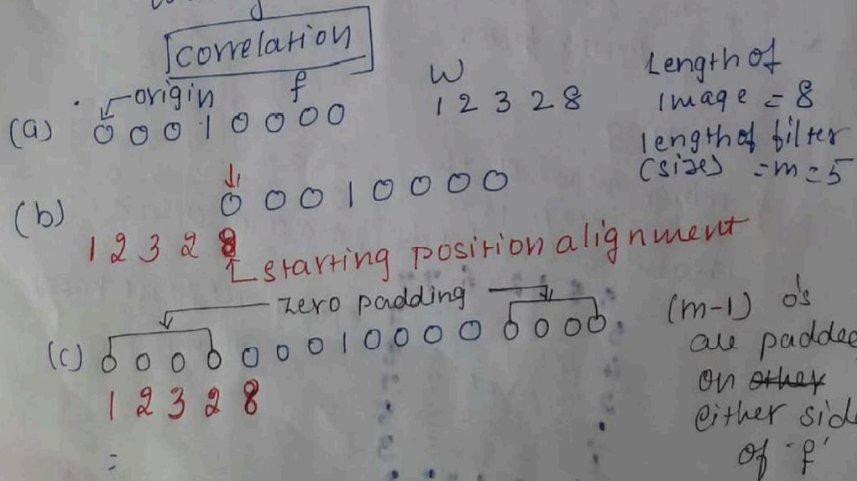 correlation
origin f
W
Length of
(a) 0 0 0 1 0 0 0 0
1 2 3 2 8
image = 8
length of filter
(size) = m = 5
(b) 0 0 0 1 0 0 0 0
1 2 3 2 8
starting position alignment
zero padding
(m-1) 0's
(c) 0 0 0 0 0 0 0 1 0 0 0 0 0 0 0 0
are padded
1 2 3 2 8
on other
either side
of 'f'
=